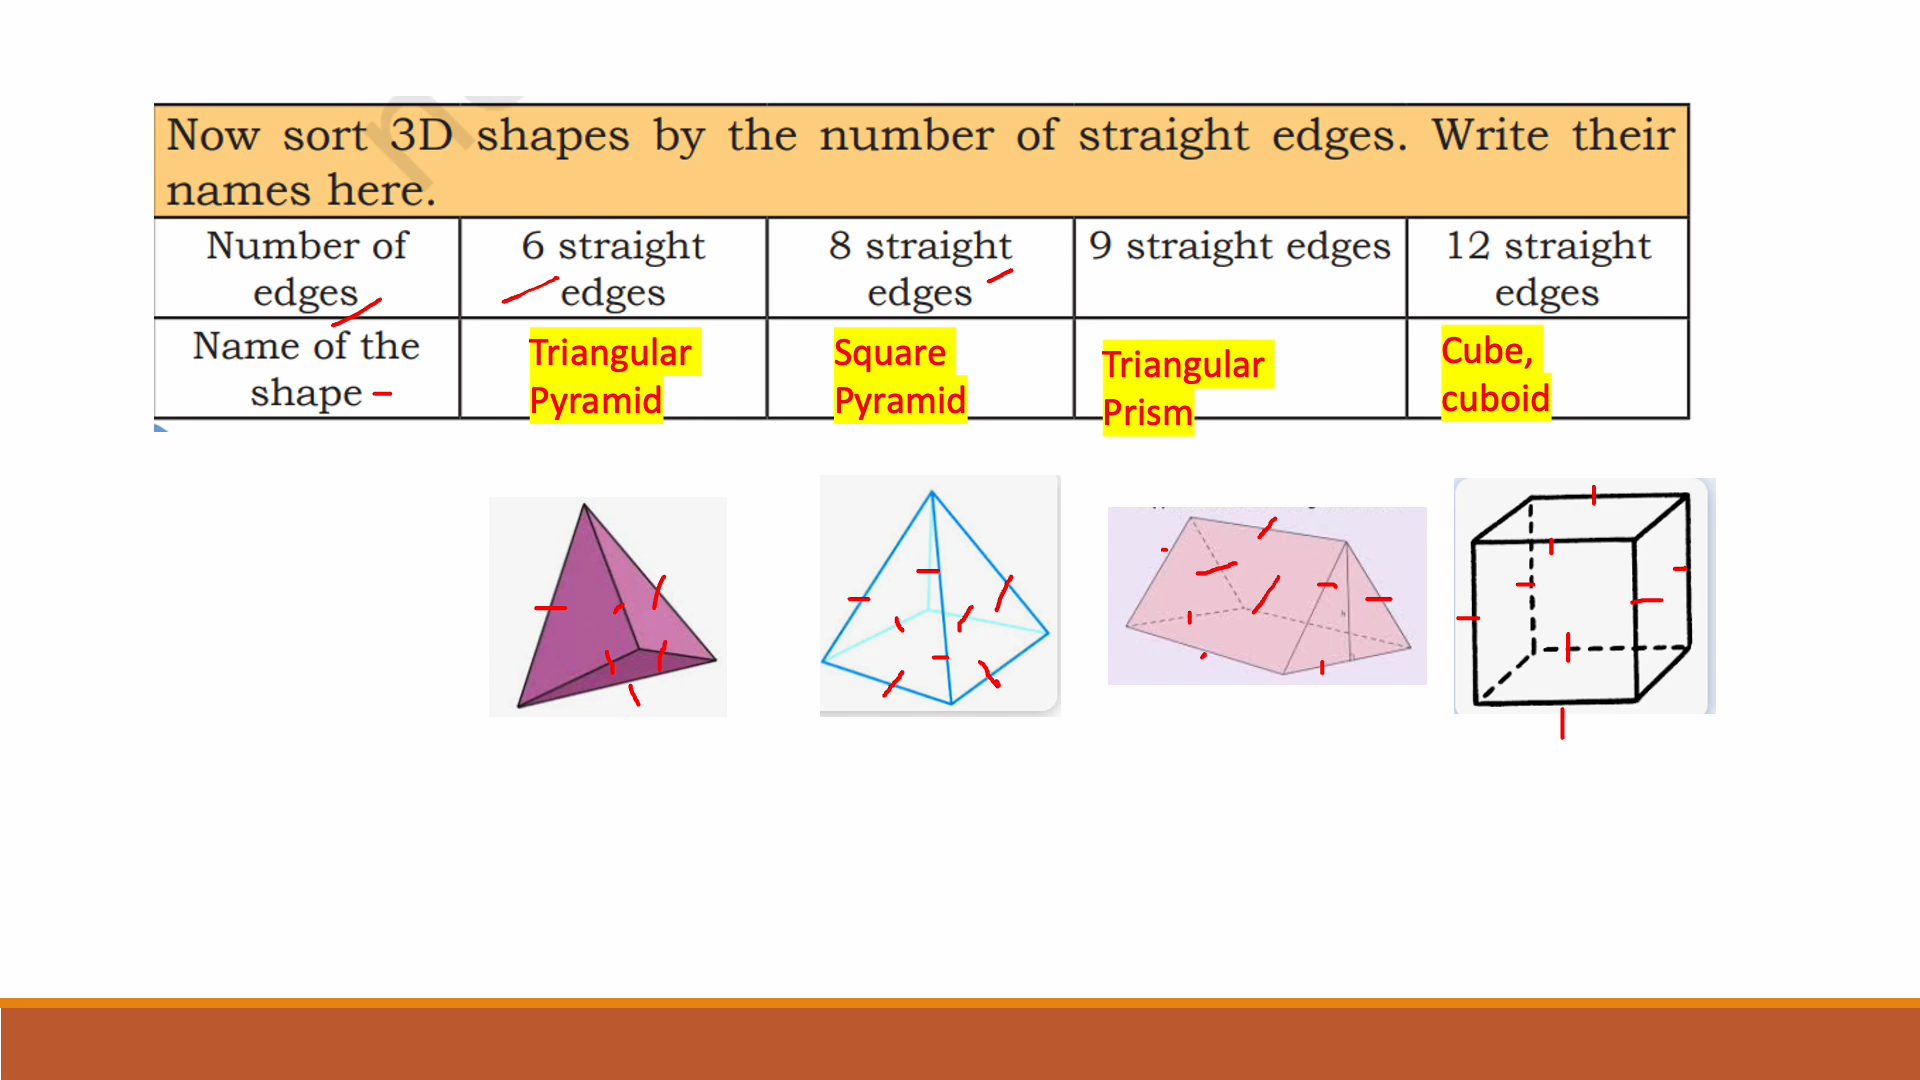 Now sort 3D shapes by the number of straight edges. Write their
names here.
Number of
edges
6 straight
edges
8 straight
edges
9 straight edges
12 straight
edges
Name of the
shape
Triangular
Pyramid
Square
Pyramid
Triangular
Prism
Cube,
cuboid